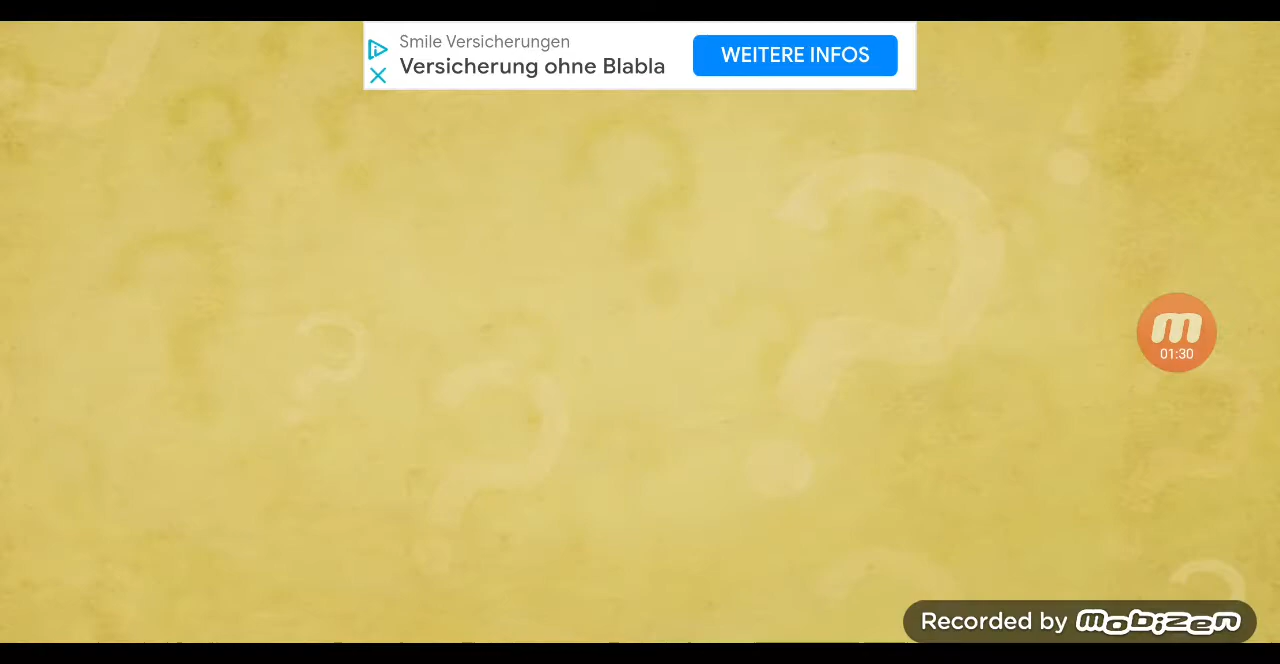 Smile Versicherungen
Versicherung ohne Blabla
WEITERE INFOS
m
01:30
Recorded by mobizen